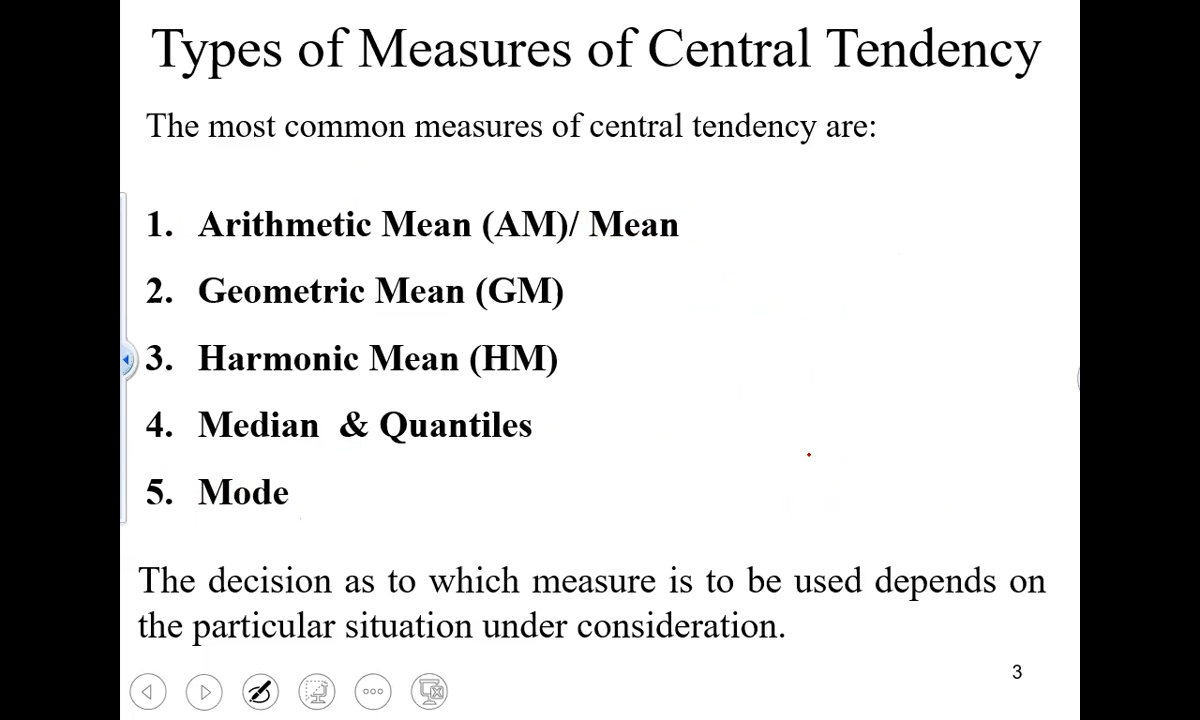 Types of Measures of Central Tendency
The most common measures of central tendency are:
1. Arithmetic Mean (AM)/ Mean
2. Geometric Mean (GM)
3. Harmonic Mean (HM)
4. Median & Quantiles
5. Mode
The decision as to which measure is to be used depends on
the particular situation under consideration.
3